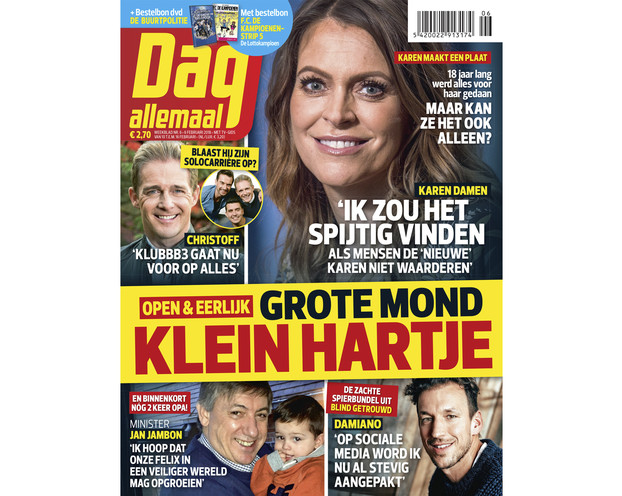 + Bestelbon dvd
DE BUURTPOLITIE
+ Met bestelbon
F.C. DE
KAMPIOENEN-
STRIP 5
De Lottokampioen
06
5 420022 913174
Dag
allemaal
€ 2,70
KAREN MAAKT EEN PLAAT
18 jaar lang
werd alles voor
haar gedaan
MAAR KAN
ZE HET OOK
ALLEEN?
BLAAST HIJ ZIJN
SOLOCARRIÈRE OP?
KAREN DAMEN
‘IK ZOU HET
SPIJTIG VINDEN
ALS MENSEN DE ‘NIEUWE’
KAREN NIET WAARDEREN’
CHRISTOFF
‘KLUBBB3 GAAT NU
VOOR OP ALLES’
OPEN & EERLIJK GROTE MOND
KLEIN HARTJE
EN BINNENKORT
NÓG 2 KEER OPA!
MINISTER
JAN JAMBON
‘IK HOOP DAT
ONZE FELIX IN
EEN VEILIGER WERELD
MAG OPGROEIEN’
DE ZACHTE
SPIERBUNDEL UIT
BLIND GETROUWD
DAMIANO
‘OP SOCIALE
MEDIA WORD IK
NU AL STEVIG
AANGEPAKT’